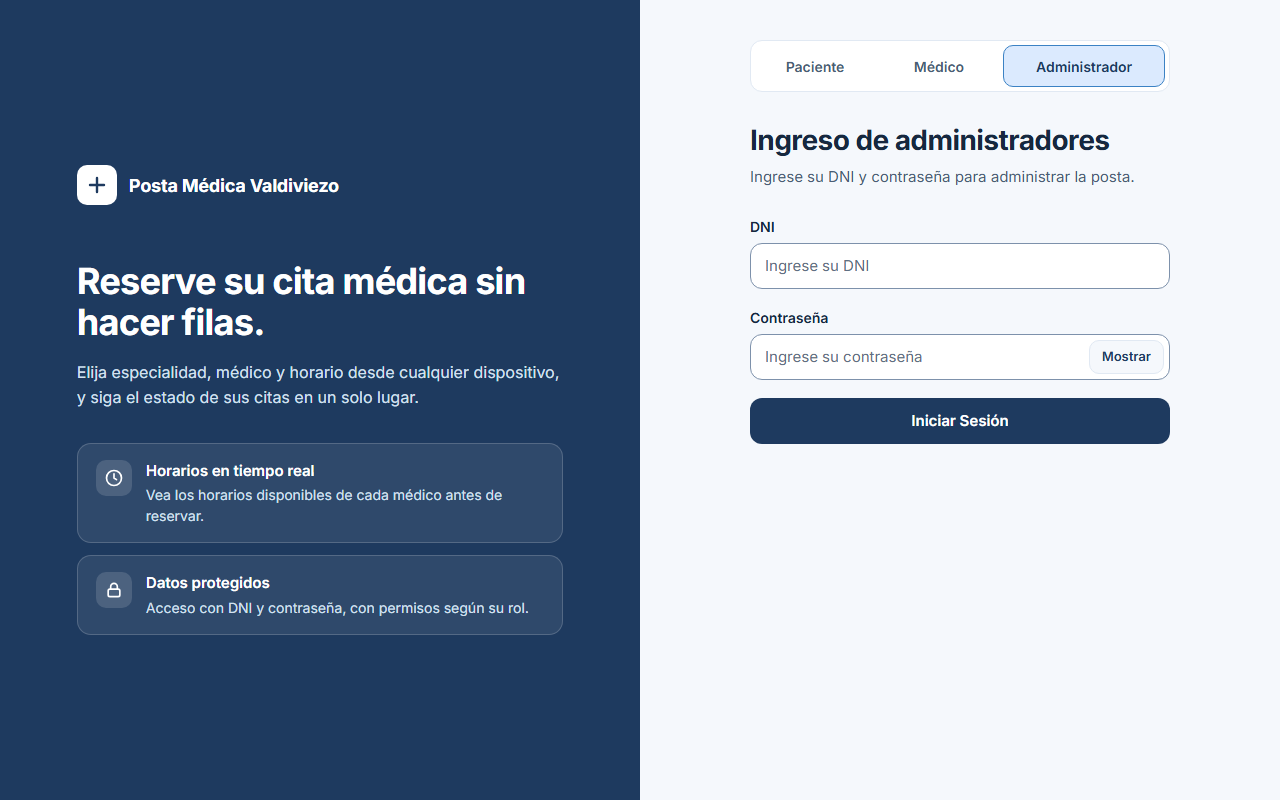 Posta Médica Valdiviezo
Reserve su cita médica sin
hacer filas.
Elija especialidad, médico y horario desde cualquier dispositivo,
y siga el estado de sus citas en un solo lugar.
Horarios en tiempo real
Vea los horarios disponibles de cada médico antes de
reservar.
Datos protegidos
Acceso con DNI y contraseña, con permisos según su rol.
Paciente
Médico
Administrador
Ingreso de administradores
Ingrese su DNI y contraseña para administrar la posta.
DNI
Ingrese su DNI
Contraseña
Ingrese su contraseña
Mostrar
Iniciar Sesión